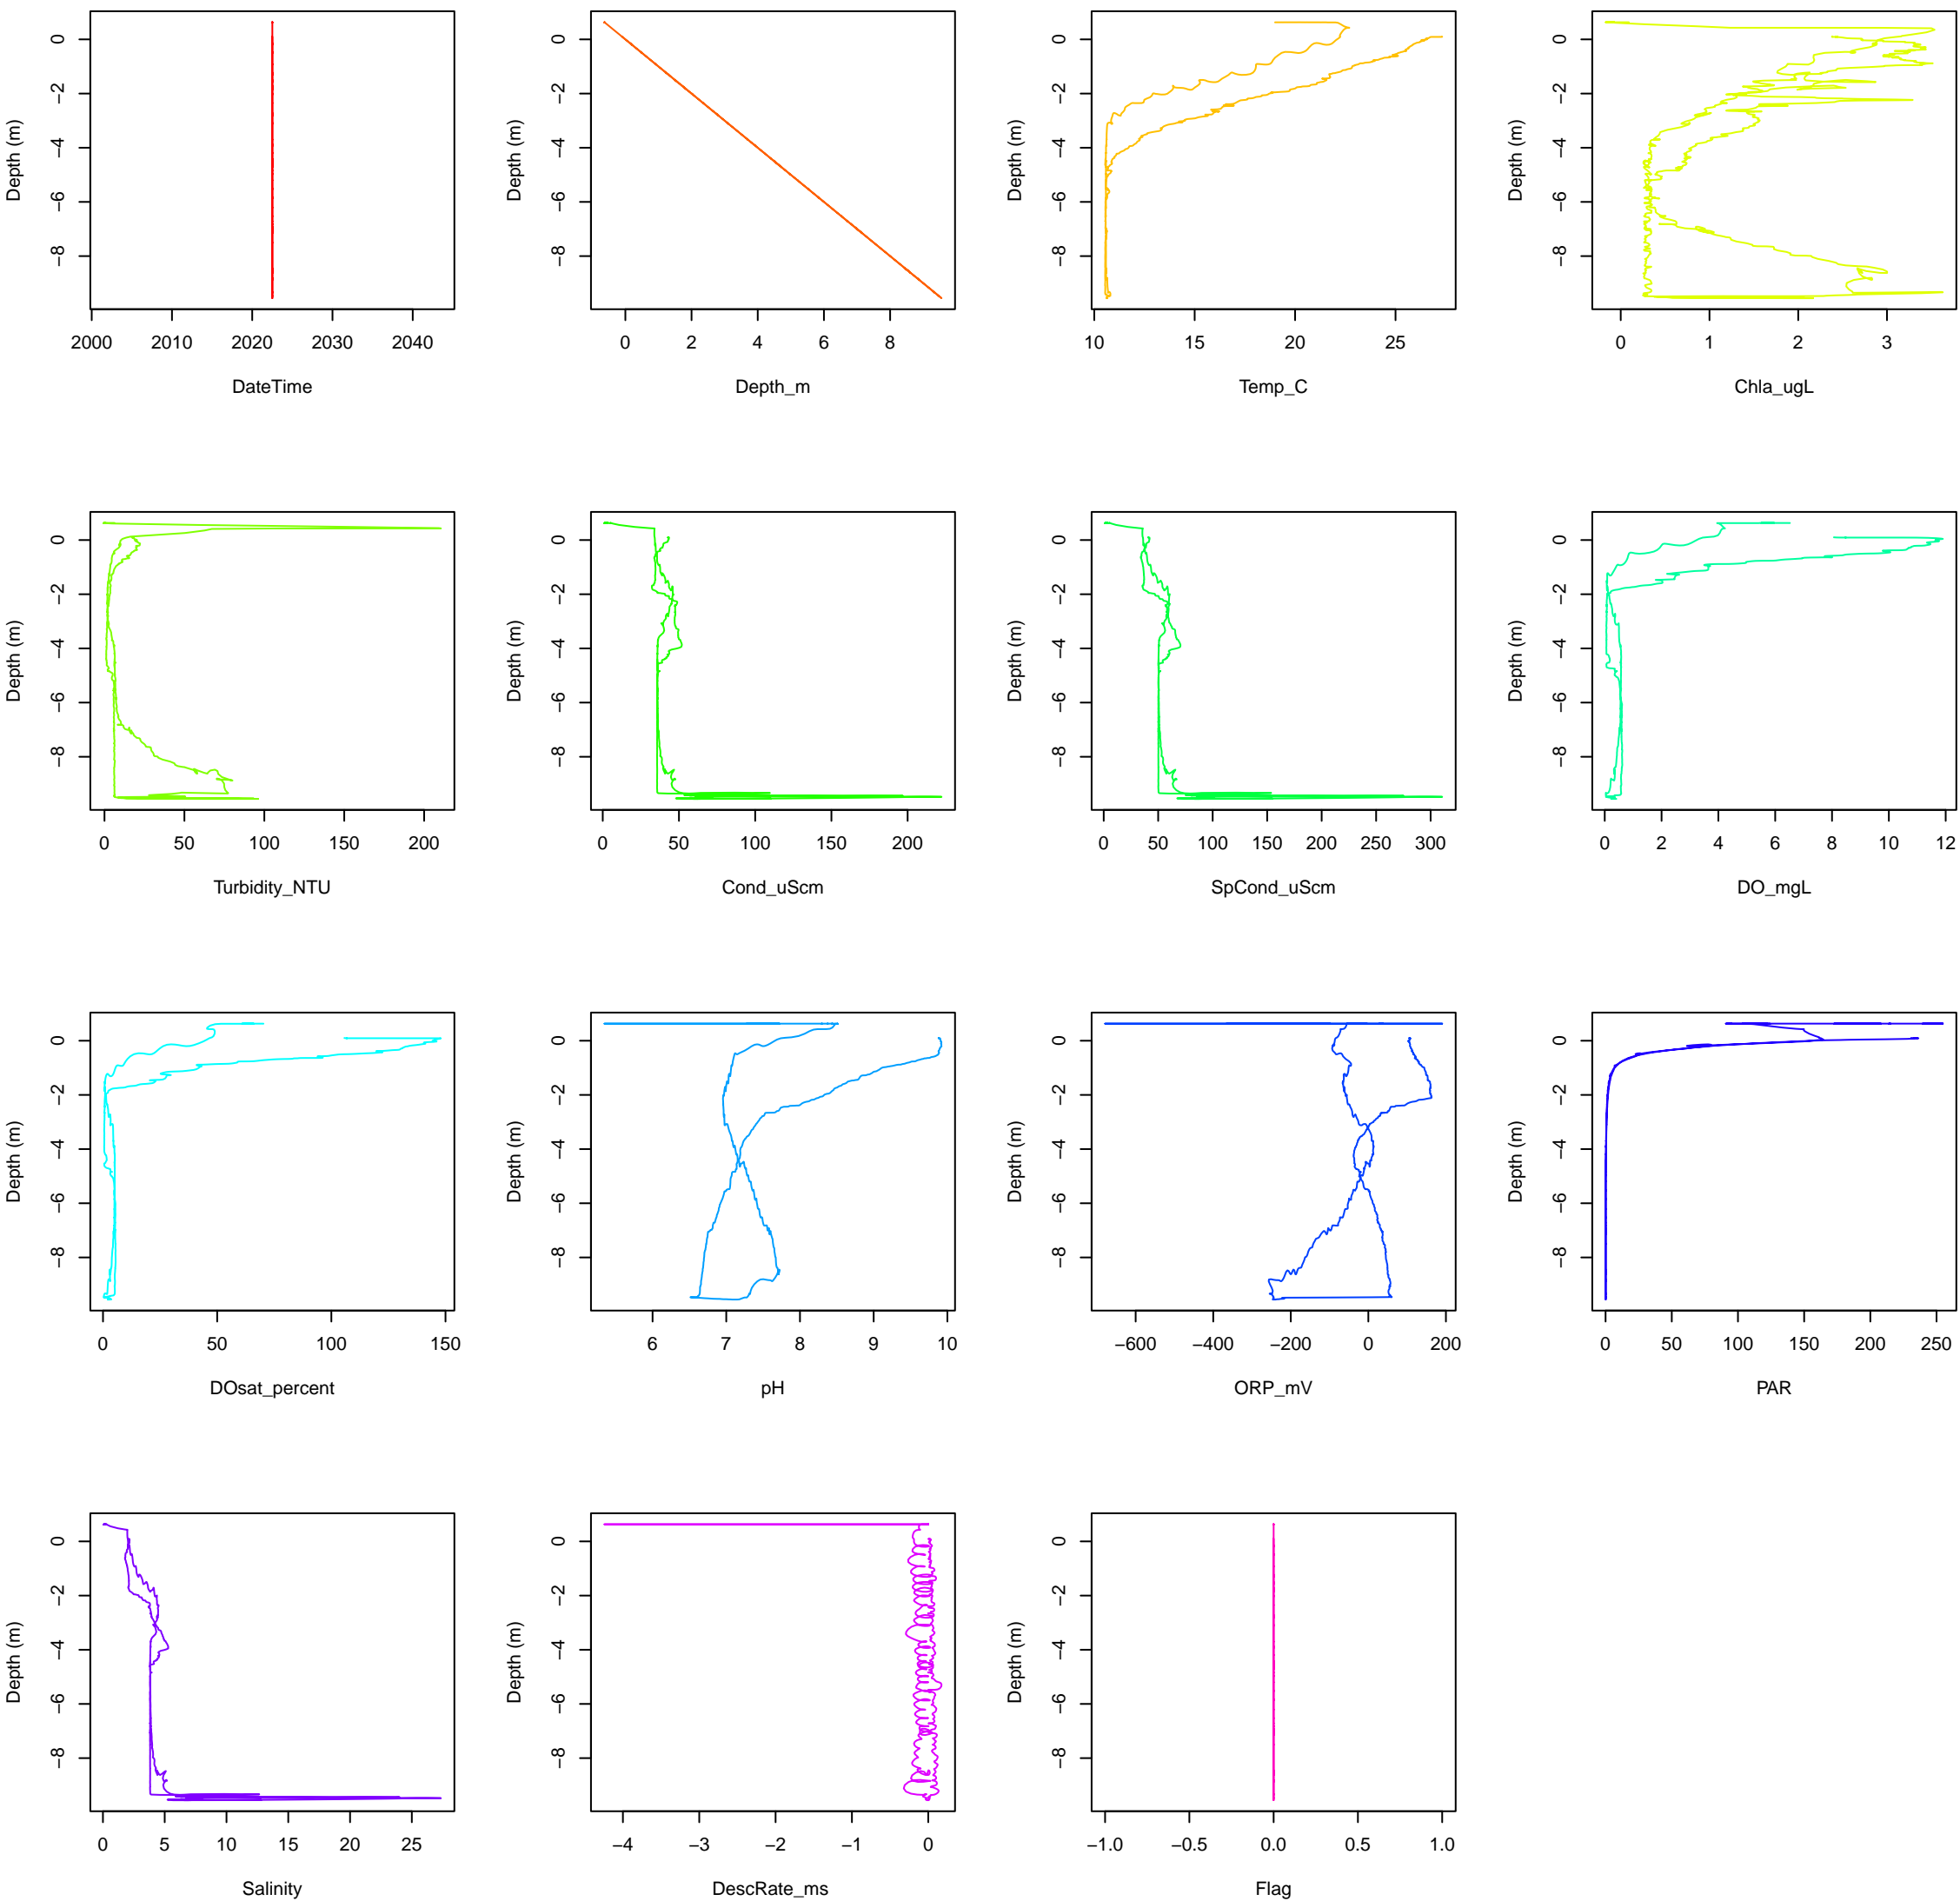 Depth (m)
0
−2
−4
−6
−8
2000 2010 2020 2030 2040
DateTime
Depth (m)
0
−2
−4
−6
−8
0 2 4 6 8
Depth_m
Depth (m)
0
−2
−4
−6
−8
10 15 20 25
Temp_C
Depth (m)
0
−2
−4
−6
−8
0 1 2 3
Chla_ugL
Depth (m)
0
−2
−4
−6
−8
0 50 100 150 200
Turbidity_NTU
Depth (m)
0
−2
−4
−6
−8
0 50 100 150 200
Cond_uScm
Depth (m)
0
−2
−4
−6
−8
0 50 100 150 200 250 300
SpCond_uScm
Depth (m)
0
−2
−4
−6
−8
0 2 4 6 8 10 12
DO_mgL
Depth (m)
0
−2
−4
−6
−8
0 50 100 150
DOsat_percent
Depth (m)
0
−2
−4
−6
−8
6 7 8 9 10
pH
Depth (m)
0
−2
−4
−6
−8
−600 −400 −200 0 200
ORP_mV
Depth (m)
0
−2
−4
−6
−8
0 50 100 150 200 250
PAR
Depth (m)
0
−2
−4
−6
−8
0 5 10 15 20 25
Salinity
Depth (m)
0
−2
−4
−6
−8
−4 −3 −2 −1 0
DescRate_ms
Depth (m)
0
−2
−4
−6
−8
−1.0 −0.5 0.0 0.5 1.0
Flag